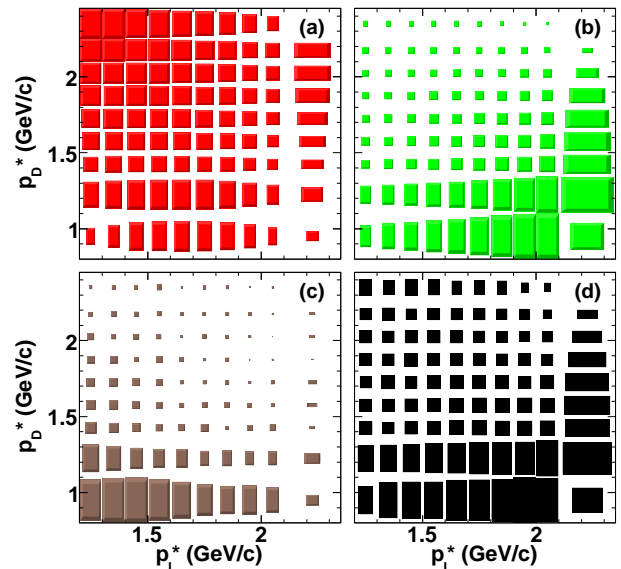 (a) (b)
2
1.5
1
p_D* (GeV/c)
(c) (d)
2
1.5
1
p_D* (GeV/c)
1.5 2 1.5 2
p_l* (GeV/c) p_l* (GeV/c)